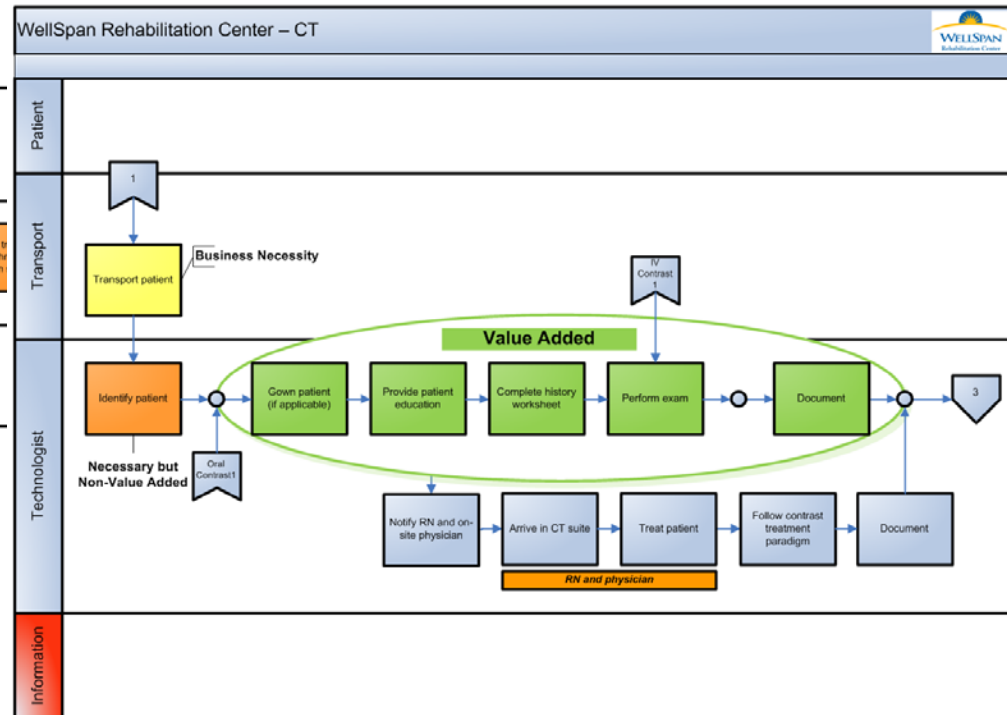 WellSpan Rehabilitation Center – CT
WELLSPAN
Rehabilitation Center
Patient
1
Transport
Transport patient
Business Necessity
IV
Contrast
1
Value Added
Technologist
Identify patient
Gown patient
(if applicable)
Provide patient
education
Complete history
worksheet
Perform exam
Document
3
Necessary but
Non-Value Added
Oral
Contrast1
Notify RN and on-
site physician
Arrive in CT suite
Treat patient
Follow contrast
treatment
paradigm
Document
RN and physician
Information